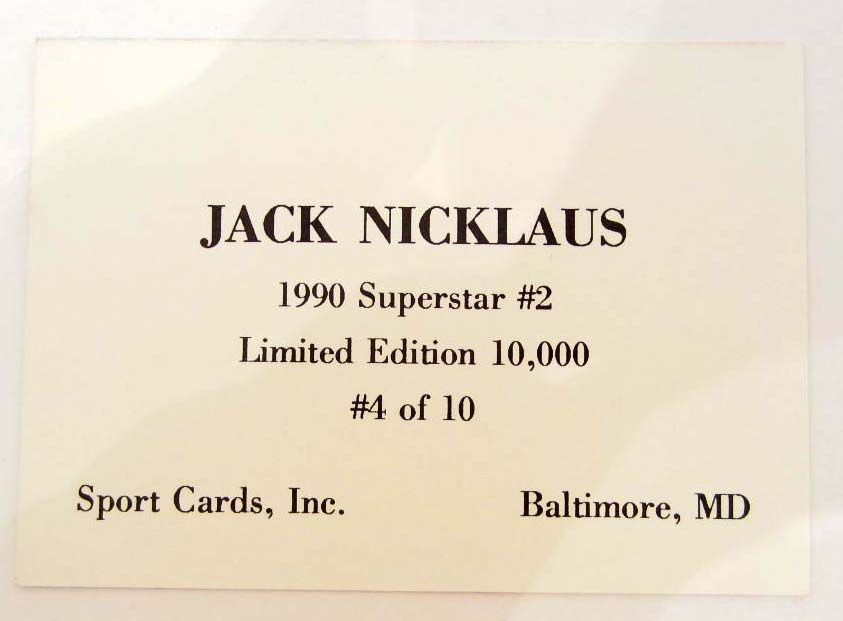 JACK NICKLAUS
1990 Superstar #2
Limited Edition 10,000
#4 of 10
Sport Cards, Inc. Baltimore, MD